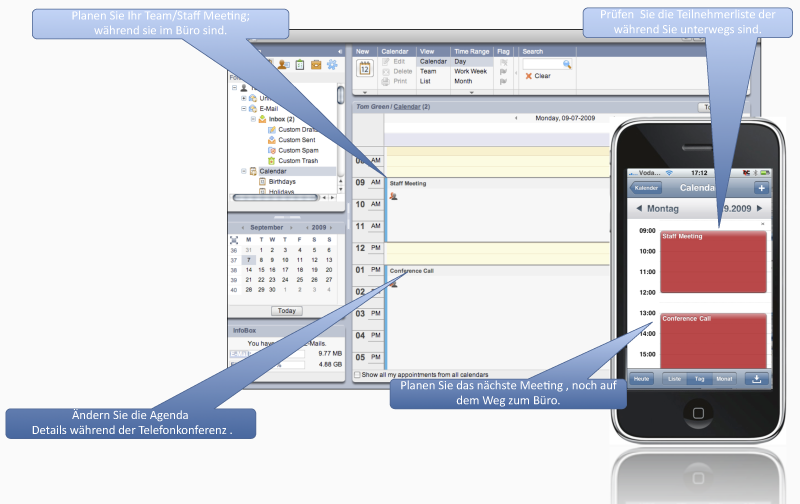 Planen Sie Ihr Team/Staff Meeting;
während sie im Büro sind.
Prüfen Sie die Teilnehmerliste der
während Sie unterwegs sind.
New Calendar View Time Range Flag Search
Edit Calendar Day
Delete Team Work Week
Print List Month
Clear
12
E-Mail
Inbox (2)
Custom Drafts
Custom Sent
Custom Spam
Custom Trash
Calendar
Birthdays
Holidays
Tom Green / Calendar (2)
Monday, 09-07-2009
AM
09 AM Staff Meeting
10 AM
11 AM
12 PM
01 PM Conference Call
02 PM
03 PM
04 PM
05 PM
Show all my appointments from all calendars
September 2009
M T W T F S S
36 31 1 2 3 4 5 6
37 7 8 9 10 11 12 13
38 14 15 16 17 18 19 20
39 21 22 23 24 25 26 27
40 28 29 30 1 2 3 4
Today
InfoBox
You have
9.77 MB
4.88 GB
17:12
Kalender
+
Montag .9.2009
09:00 Staff Meeting
10:00
11:00
12:00
13:00 Conference Call
14:00
15:00
Heute Liste Tag Monat
Planen Sie das nächste Meeting , noch auf
dem Weg zum Büro.
Ändern Sie die Agenda
Details während der Telefonkonferenz .